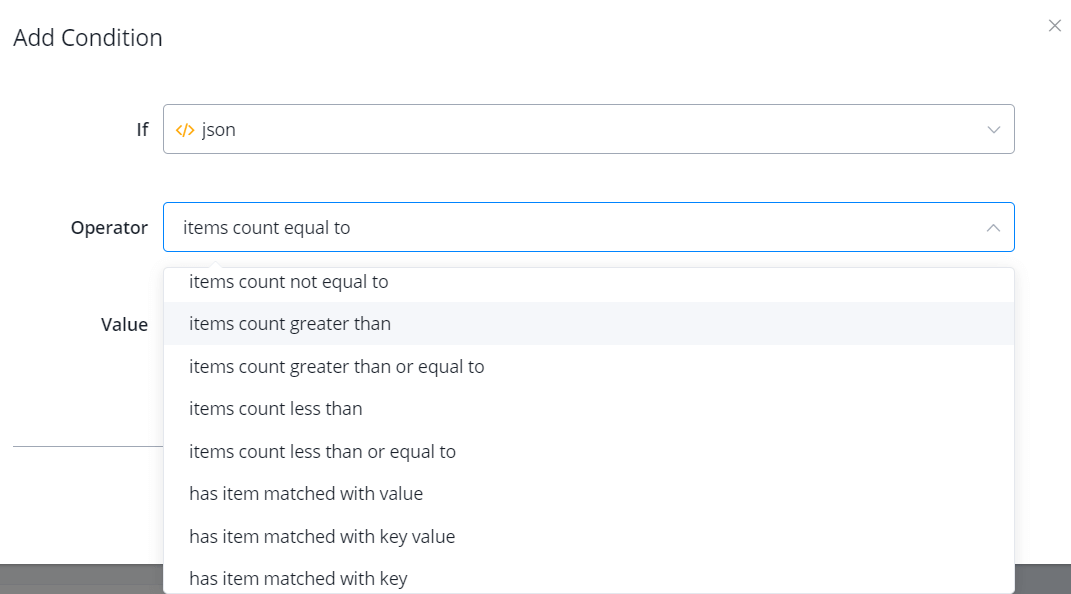 Add Condition
If
</> json
Operator
items count equal to
items count not equal to
Value
items count greater than
items count greater than or equal to
items count less than
items count less than or equal to
has item matched with value
has item matched with key value
has item matched with key